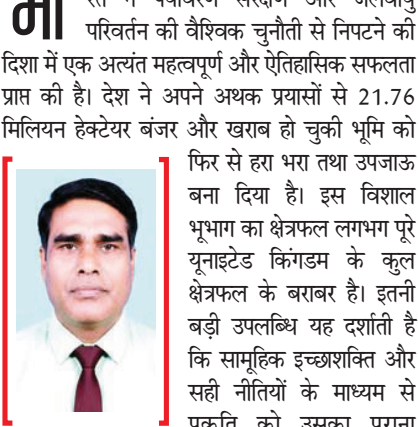 भारत ने पर्यावरण संरक्षण और जलवायु
परिवर्तन की वैश्विक चुनौती से निपटने की
दिशा में एक अत्यंत महत्वपूर्ण और ऐतिहासिक सफलता
प्राप्त की है। देश ने अपने अथक प्रयासों से 21.76
मिलियन हेक्टेयर बंजर और खराब हो चुकी भूमि को
फिर से हरा भरा तथा उपजाऊ
बना दिया है। इस विशाल
भूभाग का क्षेत्रफल लगभग पूरे
यूनाइटेड किंगडम के कुल
क्षेत्रफल के बराबर है। इतनी
बड़ी उपलब्धि यह दर्शाती है
कि सामूहिक इच्छाशक्ति और
सही नीतियों के माध्यम से
प्रकृति को उसका पुराना